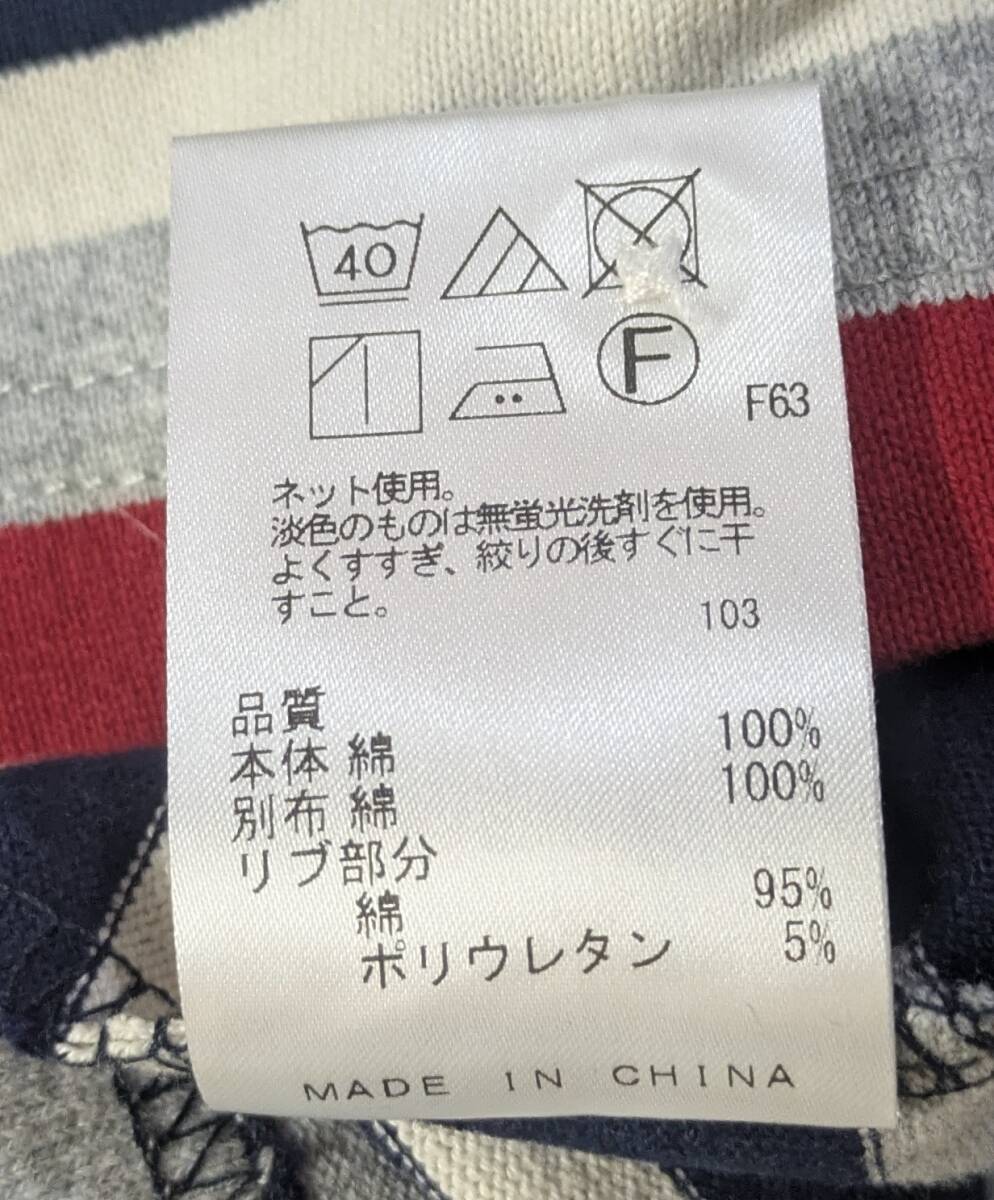 40
F
F63
ネット使用。
淡色のものは無蛍光洗剤を使用。
よくすすぎ、絞りの後すぐに干
すこと。
103
品質
本体 綿 100%
別布 綿 100%
リブ部分
綿 95%
ポリウレタン 5%
MADE IN CHINA